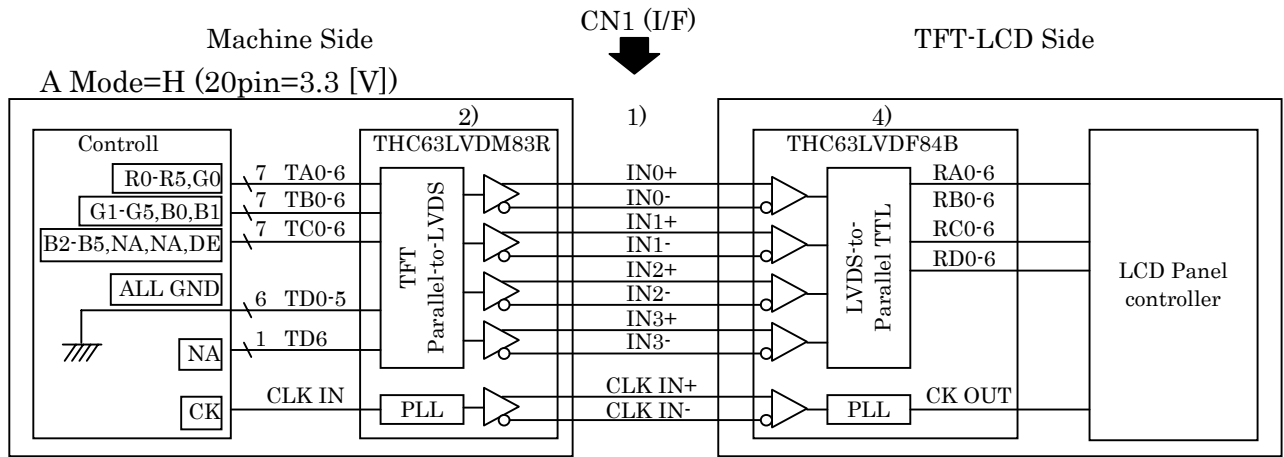 CN1 (I/F)
Machine Side
TFT-LCD Side
A Mode=H (20pin=3.3 [V])
2)
1)
4)
Controll
THC63LVDM83R
THC63LVDF84B
R0-R5,G0
7
TA0-6
G1-G5,B0,B1
7
TB0-6
B2-B5,NA,NA,DE
7
TC0-6
ALL GND
6
TD0-5
NA
1
TD6
CK
CLK IN
TFT
Parallel-to-LVDS
PLL
IN0+
IN0-
IN1+
IN1-
IN2+
IN2-
IN3+
IN3-
CLK IN+
CLK IN-
LVDS-to-
Parallel TTL
PLL
RA0-6
RB0-6
RC0-6
RD0-6
CK OUT
LCD Panel
controller